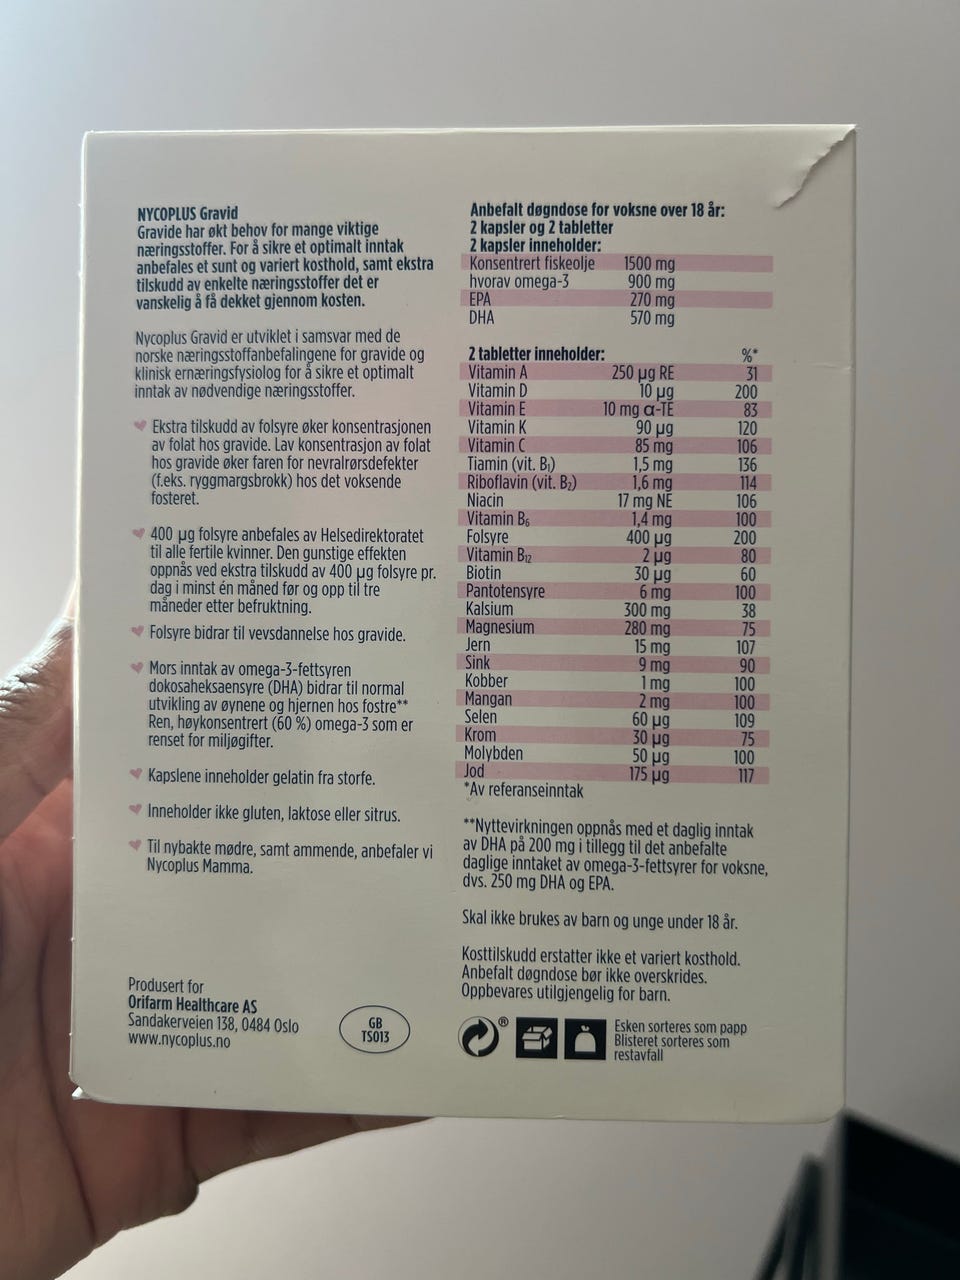 NYCOPLUS Gravid
Gravide har økt behov for mange viktige
næringsstoffer. For å sikre et optimalt inntak
anbefales et sunt og variert kosthold, samt ekstra
tilskudd av enkelte næringsstoffer det er
vanskelig å få dekket gjennom kosten.
Nycoplus Gravid er utviklet i samsvar med de
norske næringsstoffanbefalingene for gravide og
klinisk ernæringsfysiolog for å sikre et optimalt
inntak av nødvendige næringsstoffer.
Ekstra tilskudd av folsyre øker konsentrasjonen
av folat hos gravide. Lav konsentrasjon av folat
hos gravide øker faren for nevralrørsdefekter
(f.eks. ryggmargsbrokk) hos det voksende
fosteret.
400 µg folsyre anbefales av Helsedirektoratet
til alle fertile kvinner. Den gunstige effekten
oppnås ved ekstra tilskudd av 400 µg folsyre pr.
dag i minst én måned før og opp til tre
måneder etter befruktning.
Folsyre bidrar til vevsdannelse hos gravide.
Mors inntak av omega-3-fettsyren
dokosaheksaensyre (DHA) bidrar til normal
utvikling av øynene og hjernen hos fostre**
Ren, høykonsentrert (60 %) omega-3 som er
renset for miljøgifter.
Kapslene inneholder gelatin fra storfe.
Inneholder ikke gluten, laktose eller sitrus.
Til nybakte mødre, samt ammende, anbefaler vi
Nycoplus Mamma.
Produsert for
Orifarm Healthcare AS
Sandakerveien 138, 0484 Oslo
www.nycoplus.no
GB
TS013
Anbefalt døgndose for voksne over 18 år:
2 kapsler og 2 tabletter
2 kapsler inneholder:
Konsentrert fiskeolje 1500 mg
hvorav omega-3 900 mg
EPA 270 mg
DHA 570 mg
2 tabletter inneholder: %*
Vitamin A 250 µg RE 31
Vitamin D 10 µg 200
Vitamin E 10 mg α-TE 83
Vitamin K 90 µg 120
Vitamin C 85 mg 106
Tiamin (vit. B₁) 1,5 mg 136
Riboflavin (vit. B₂) 1,6 mg 114
Niacin 17 mg NE 106
Vitamin B₆ 1,4 mg 100
Folsyre 400 µg 200
Vitamin B₁₂ 2 µg 80
Biotin 30 µg 60
Pantotensyre 6 mg 100
Kalsium 300 mg 38
Magnesium 280 mg 75
Jern 15 mg 107
Sink 9 mg 90
Kobber 1 mg 100
Mangan 2 mg 100
Selen 60 µg 109
Krom 30 µg 75
Molybden 50 µg 100
Jod 175 µg 117
*Av referanseinntak
**Nyttevirkningen oppnås med et daglig inntak
av DHA på 200 mg i tillegg til det anbefalte
daglige inntaket av omega-3-fettsyrer for voksne,
dvs. 250 mg DHA og EPA.
Skal ikke brukes av barn og unge under 18 år.
Kosttilskudd erstatter ikke et variert kosthold.
Anbefalt døgndose bør ikke overskrides.
Oppbevares utilgjengelig for barn.
®
Esken sorteres som papp
Blisteret sorteres som
restavfall